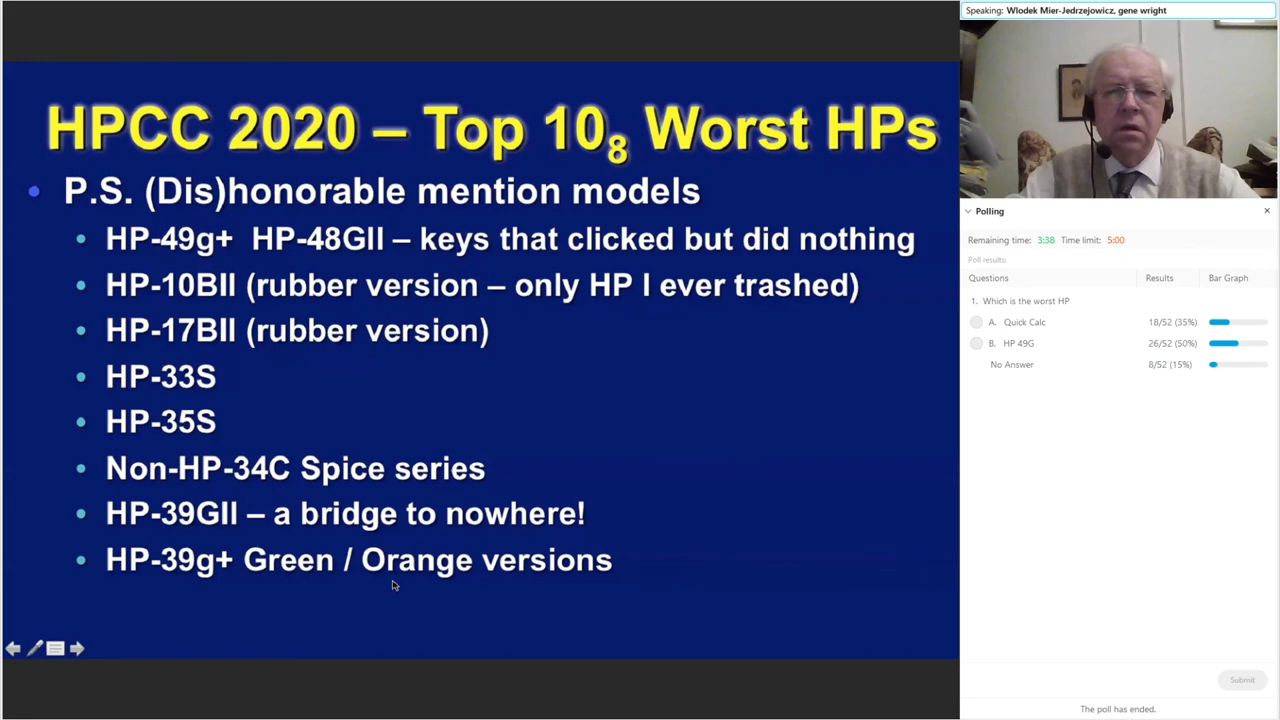 HPCC 2020 – Top 10₈ Worst HPs
P.S. (Dis)honorable mention models
HP-49g+ HP-48GII – keys that clicked but did nothing
HP-10BII (rubber version – only HP I ever trashed)
HP-17BII (rubber version)
HP-33S
HP-35S
Non-HP-34C Spice series
HP-39GII – a bridge to nowhere!
HP-39g+ Green / Orange versions
Speaking: Wlodek Mier-Jedrzejowicz, gene wright
Polling
Remaining time: 3:38 Time limit: 5:00
Poll results:
Questions Results Bar Graph
1. Which is the worst HP
A. Quick Calc 18/52 (35%)
B. HP 49G 26/52 (50%)
No Answer 8/52 (15%)
Submit
The poll has ended.